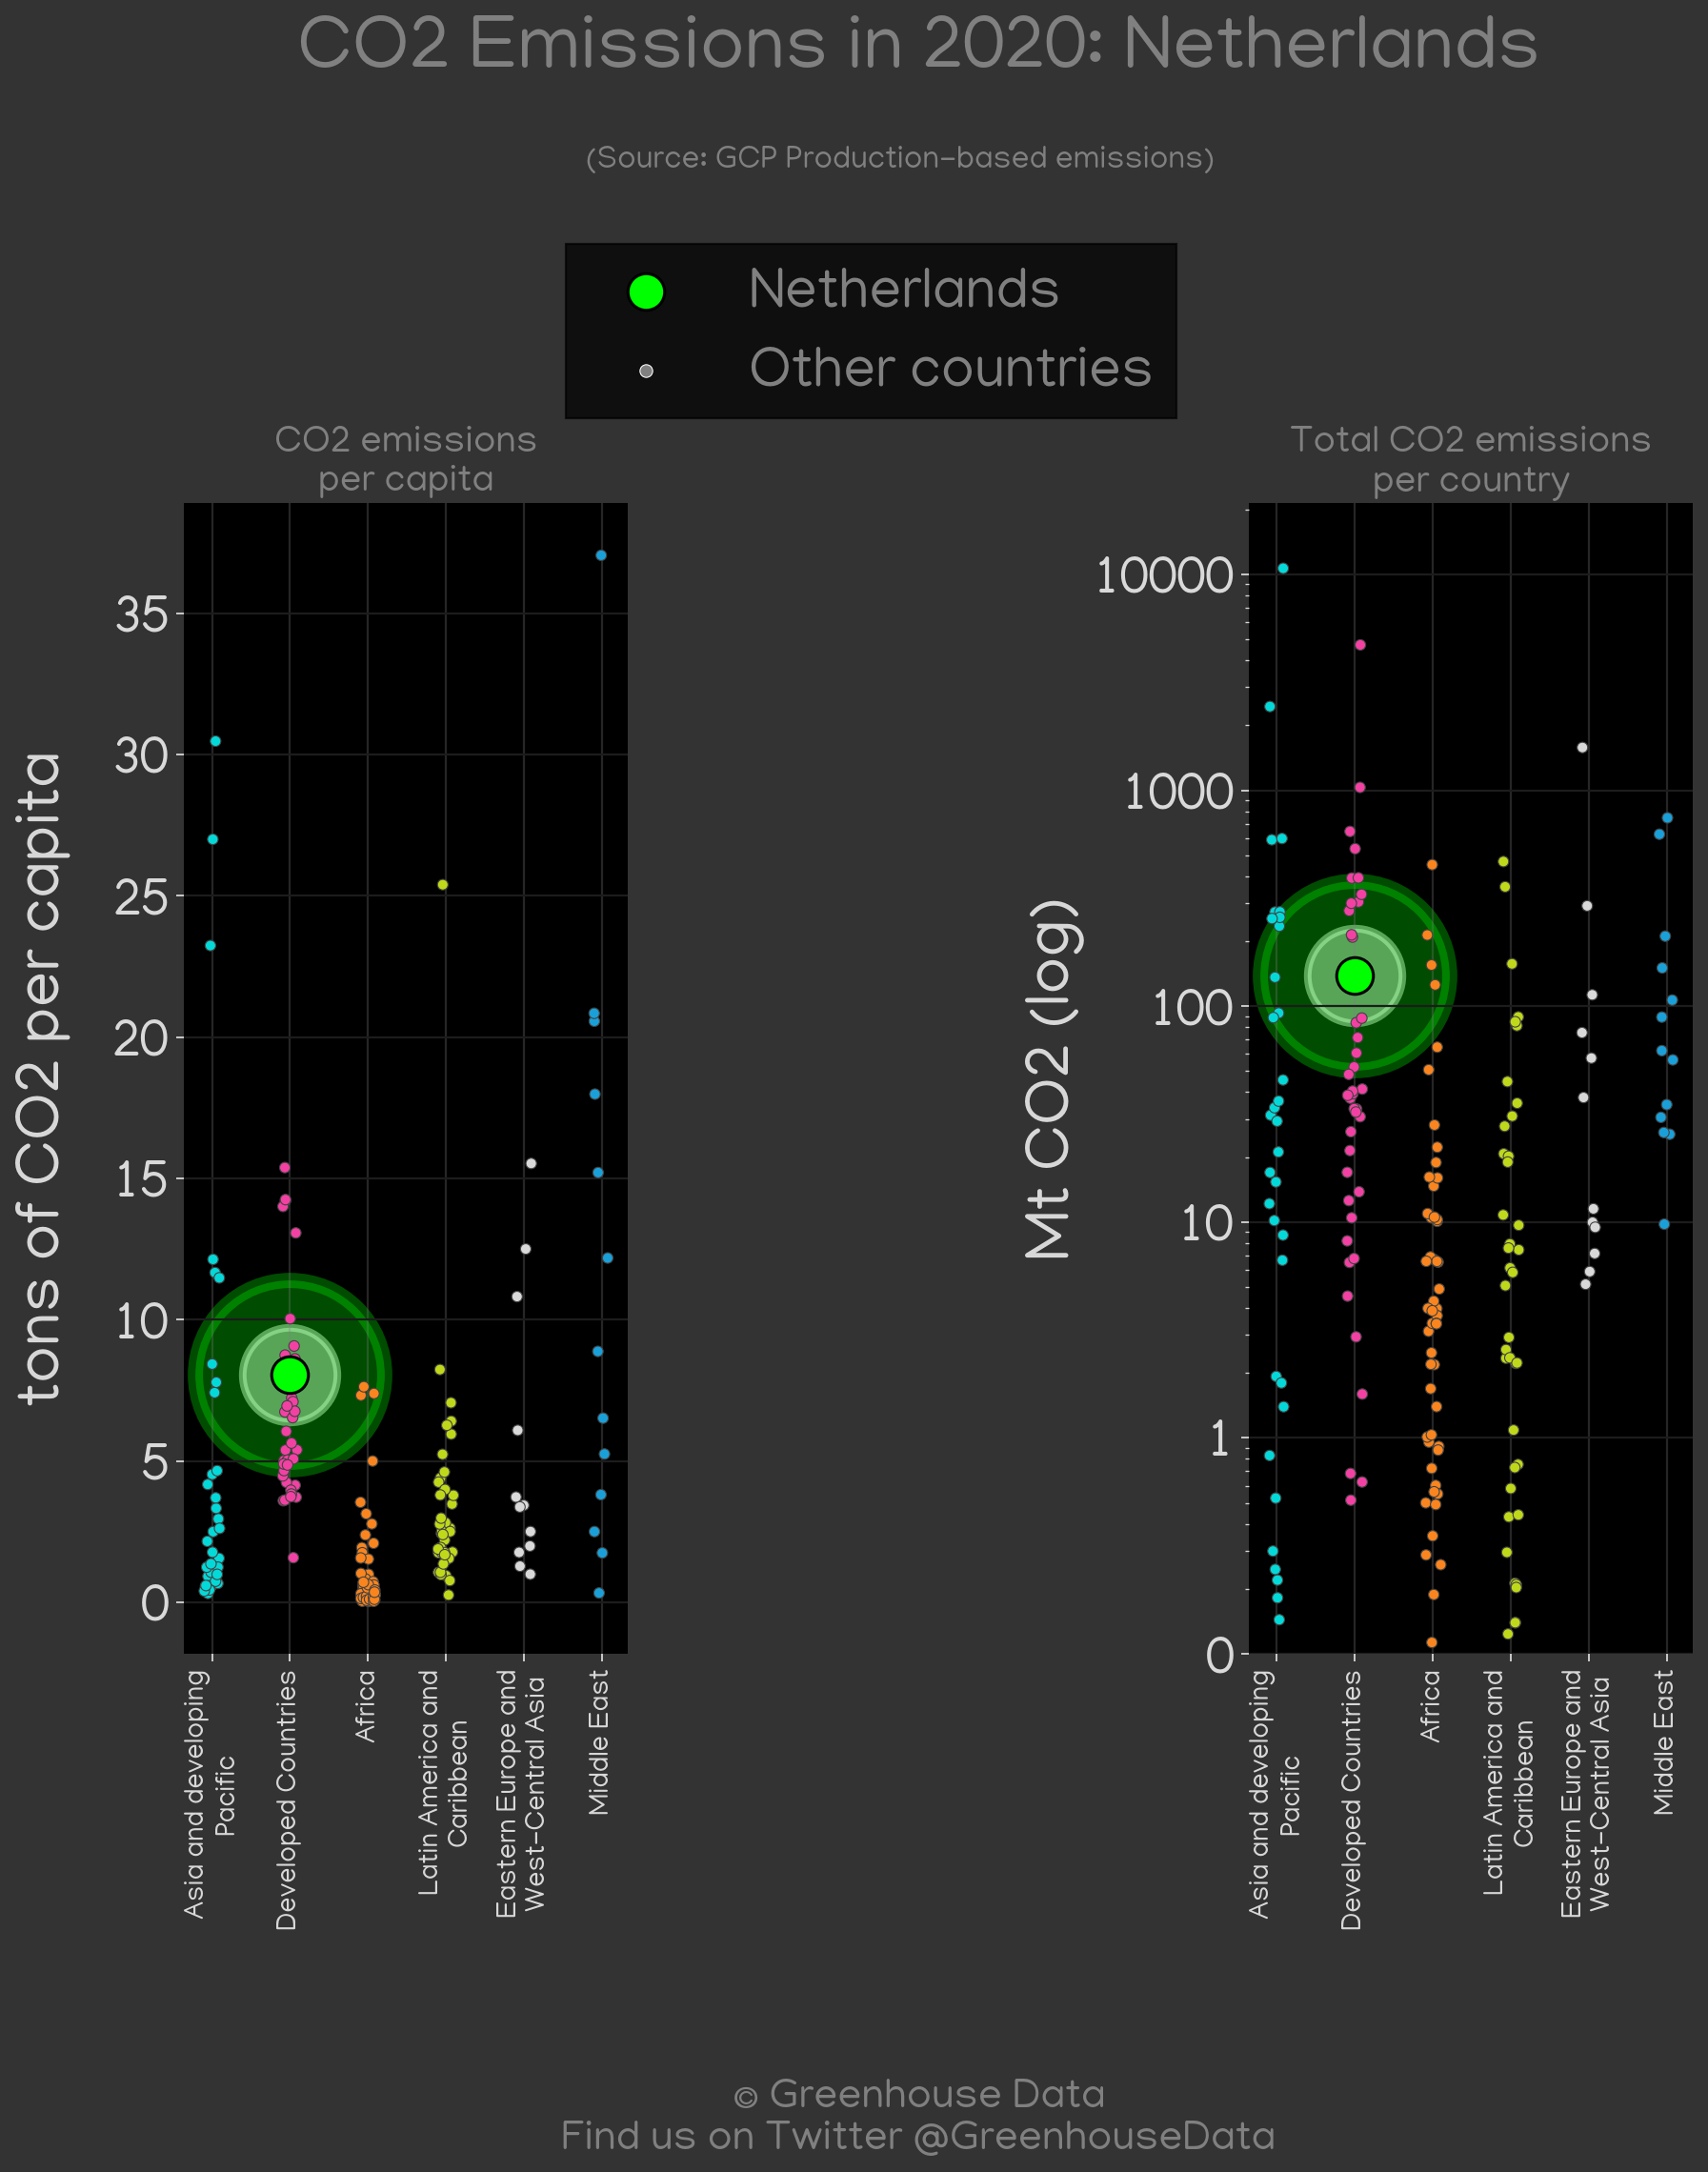 CO2 Emissions in 2020: Netherlands
(Source: GCP Production-based emissions)
Netherlands
Other countries
CO2 emissions
per capita
tons of CO2 per capita
35
30
25
20
15
10
5
0
Asia and developing
Pacific
Developed Countries
Africa
Latin America and
Caribbean
Eastern Europe and
West-Central Asia
Middle East
Total CO2 emissions
per country
Mt CO2 (log)
10000
1000
100
10
1
0
Asia and developing
Pacific
Developed Countries
Africa
Latin America and
Caribbean
Eastern Europe and
West-Central Asia
Middle East
© Greenhouse Data
Find us on Twitter @GreenhouseData